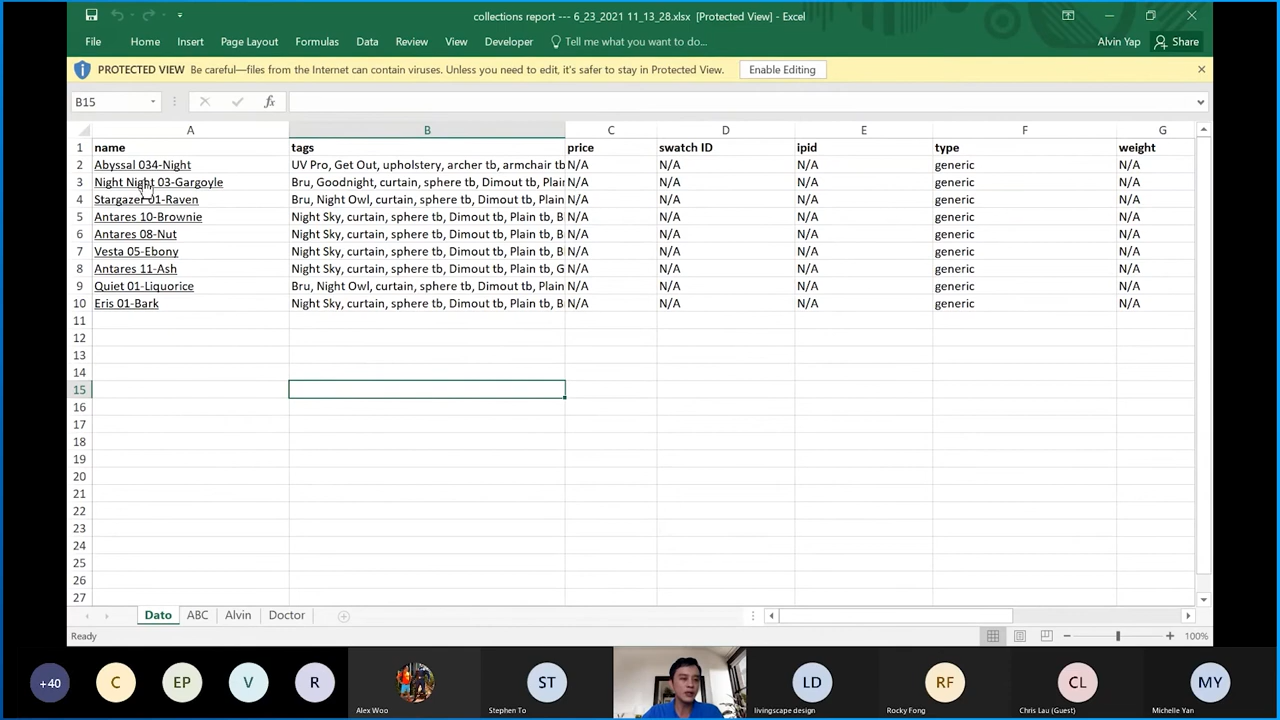 collections report --- 6_23_2021 11_13_28.xlsx [Protected View] - Excel
File Home Insert Page Layout Formulas Data Review View Developer Tell me what you want to do... Alvin Yap Share
PROTECTED VIEW Be careful—files from the Internet can contain viruses. Unless you need to edit, it's safer to stay in Protected View. Enable Editing
B15 fx
A B C D E F G
1 name tags price swatch ID ipid type weight
2 Abyssal 034-Night UV Pro, Get Out, upholstery, archer tb, armchair tb N/A N/A N/A generic N/A
3 Night Night 03-Gargoyle Bru, Goodnight, curtain, sphere tb, Dimout tb, Plain N/A N/A N/A generic N/A
4 Stargazer 01-Raven Bru, Night Owl, curtain, sphere tb, Dimout tb, Plain N/A N/A N/A generic N/A
5 Antares 10-Brownie Night Sky, curtain, sphere tb, Dimout tb, Plain tb, B N/A N/A N/A generic N/A
6 Antares 08-Nut Night Sky, curtain, sphere tb, Dimout tb, Plain tb, B N/A N/A N/A generic N/A
7 Vesta 05-Ebony Night Sky, curtain, sphere tb, Dimout tb, Plain tb, B N/A N/A N/A generic N/A
8 Antares 11-Ash Night Sky, curtain, sphere tb, Dimout tb, Plain tb, G N/A N/A N/A generic N/A
9 Quiet 01-Liquorice Bru, Night Owl, curtain, sphere tb, Dimout tb, Plain N/A N/A N/A generic N/A
10 Eris 01-Bark Night Sky, curtain, sphere tb, Dimout tb, Plain tb, B N/A N/A N/A generic N/A
11
12
13
14
15
16
17
18
19
20
21
22
23
24
25
26
27
Dato ABC Alvin Doctor
Ready 100%
+40 C EP V R ST LD RF CL MY
Alex Woo Stephen To livingscape design Rocky Fong Chris Lau (Guest) Michelle Yan